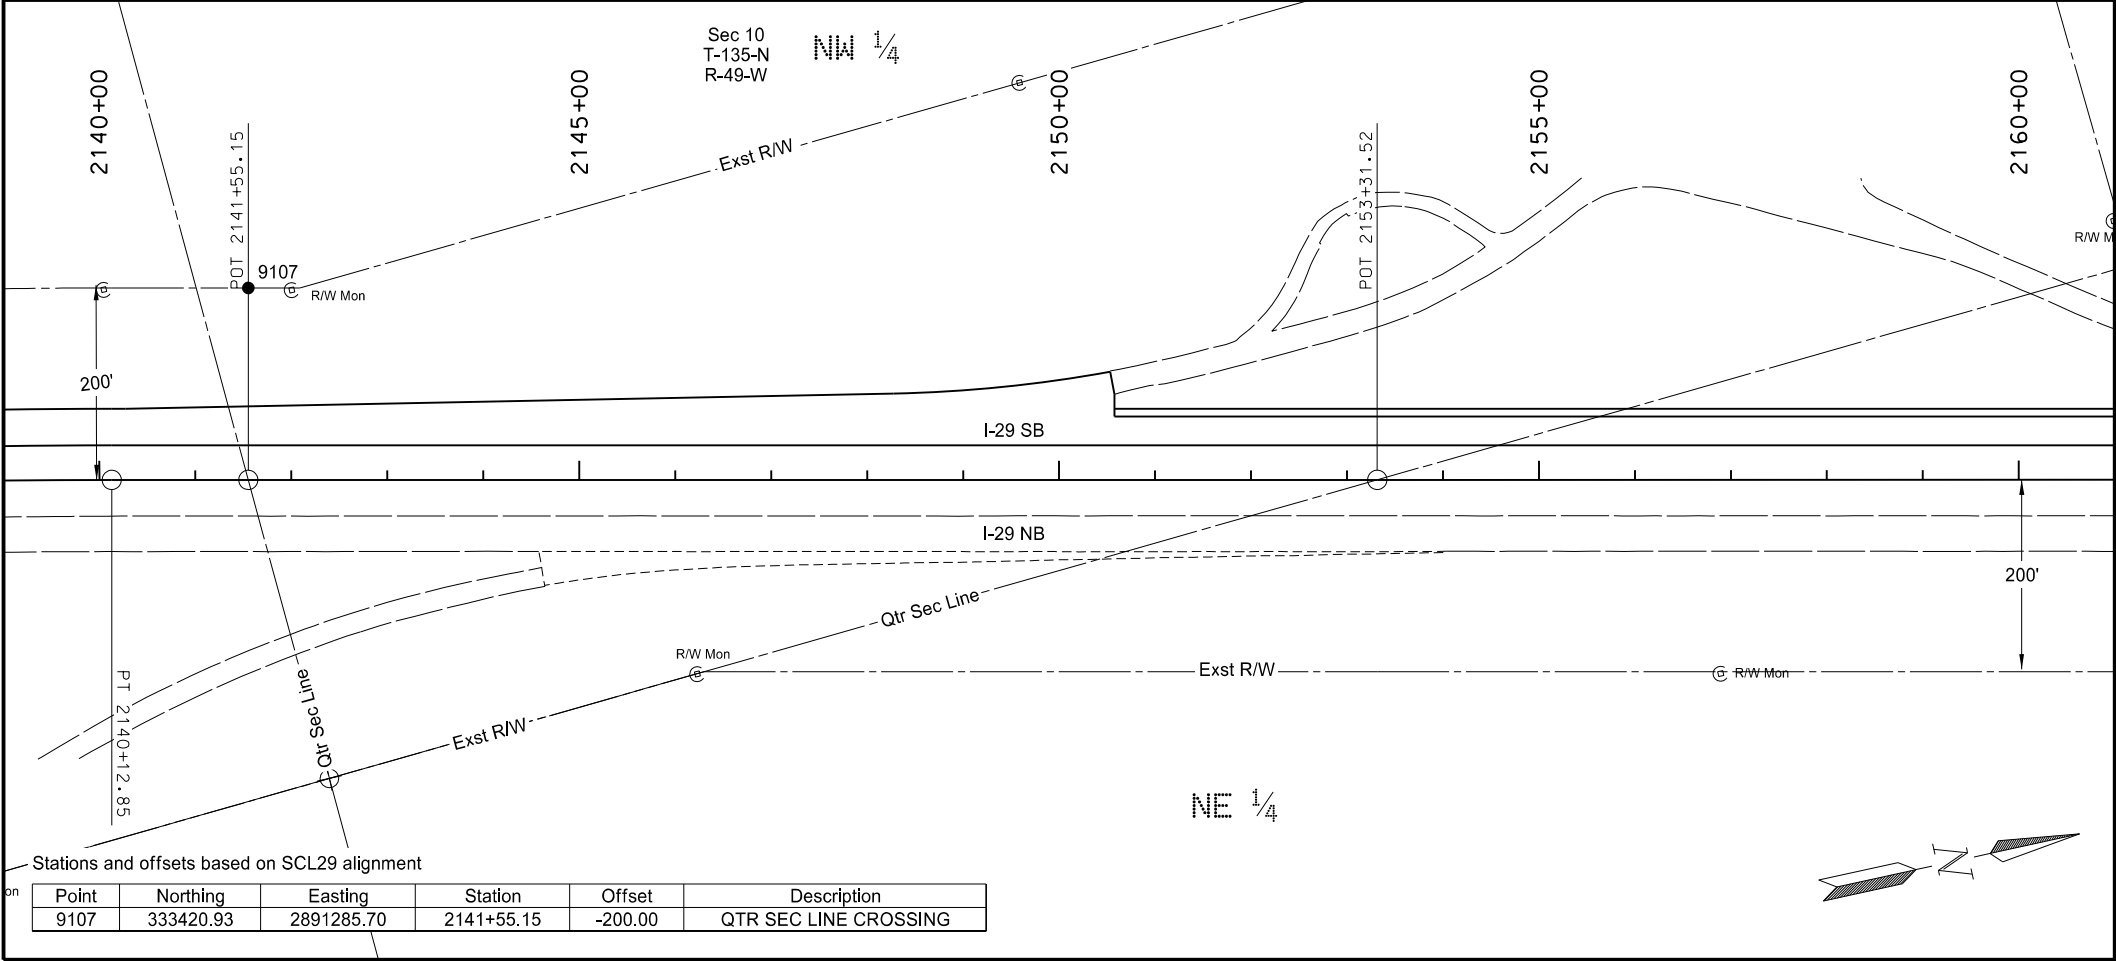 Sec 10
T-135-N
R-49-W
NW 1/4
2140+00
2145+00
2150+00
2155+00
2160+00
POT 2141+55.15
POT 2153+31.52
Exst R/W
9107
R/W Mon
R/W M
200'
I-29 SB
I-29 NB
200'
Qtr Sec Line
R/W Mon
Exst R/W
R/W Mon
PT 2140+12.85
Qtr Sec Line
Exst R/W
NE 1/4
N
Stations and offsets based on SCL29 alignment
on
Point Northing Easting Station Offset Description
9107 333420.93 2891285.70 2141+55.15 -200.00 QTR SEC LINE CROSSING